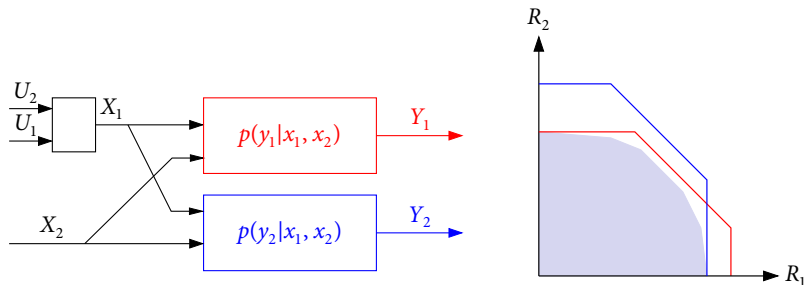 U₂
U₁
X₁
X₂
p(y₁|x₁, x₂)
Y₁
p(y₂|x₁, x₂)
Y₂
R₂
R₁